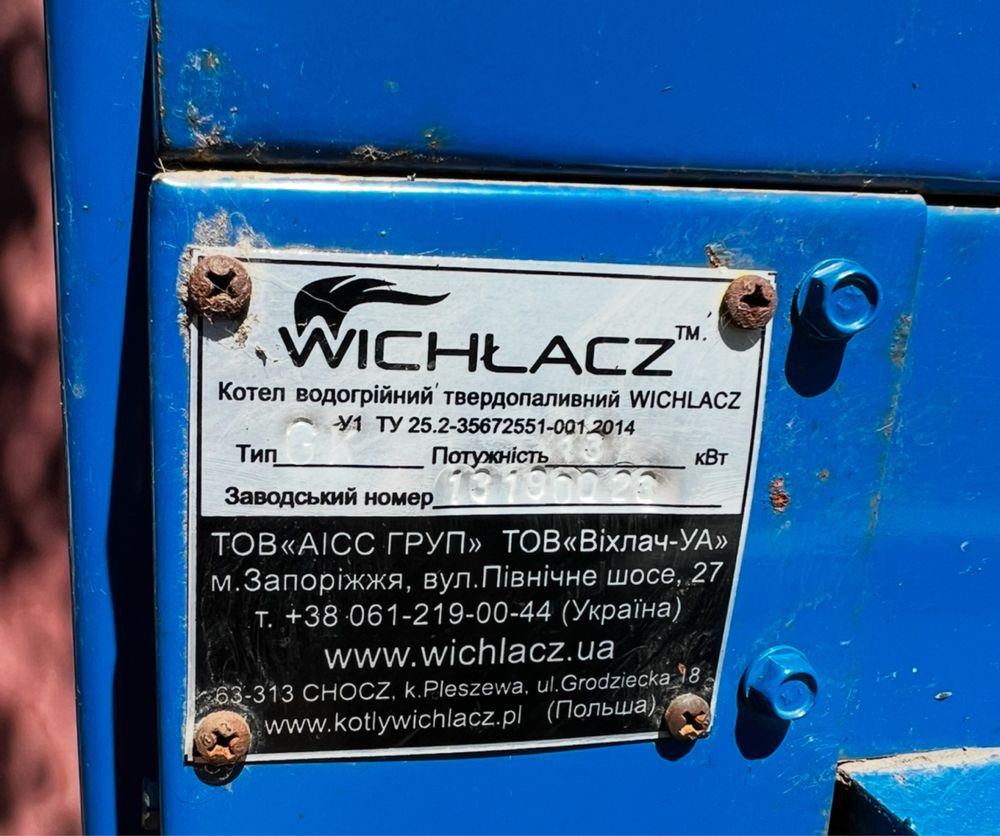 WICHŁACZ™
Котел водогрійний твердопаливний WICHLACZ
У1 ТУ 25.2-35672551-001.2014
Тип GK Потужність 13 кВт
Заводський номер
ТОВ«АІСС ГРУП» ТОВ«Віхлач-УА»
м.Запоріжжя, вул.Північне шосе, 27
т. +38 061-219-00-44 (Україна)
www.wichlacz.ua
63-313 CHOCZ, k.Pleszewa, ul.Grodziecka 18
www.kotlywichlacz.pl (Польша)